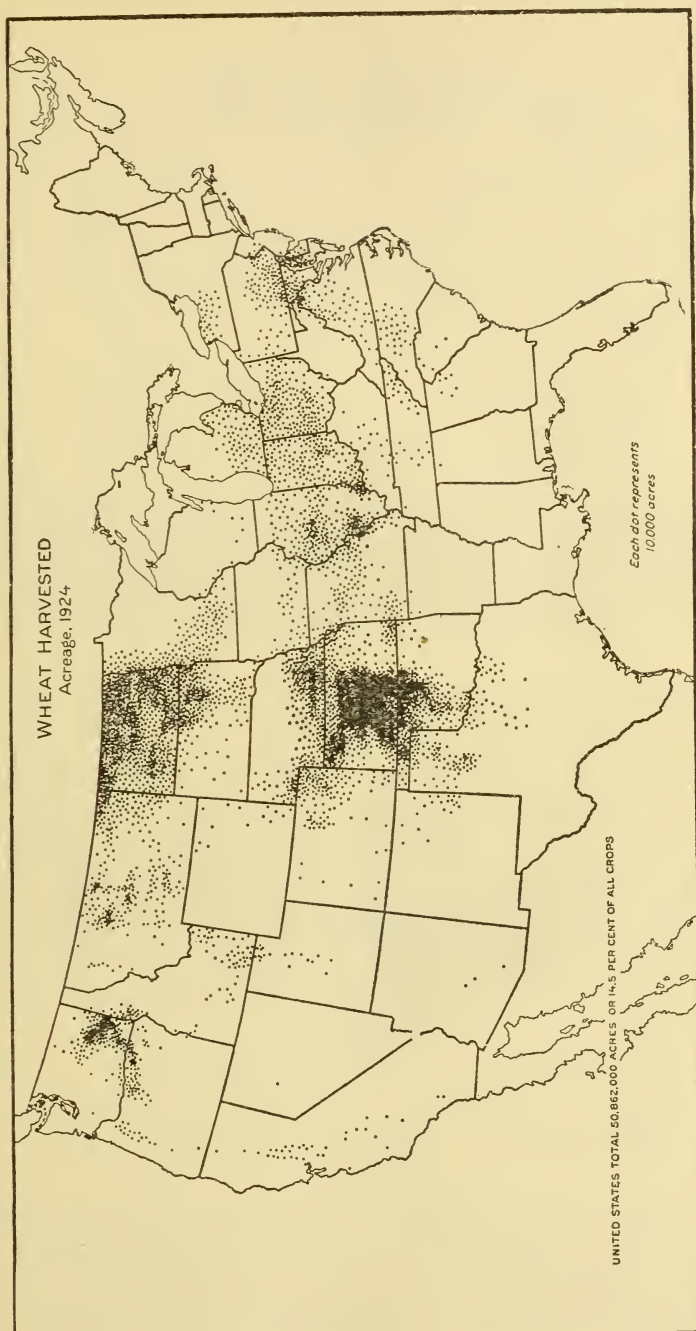 WHEAT HARVESTED
Acreage, 1924
Each dot represents
10,000 acres
UNITED STATES TOTAL 50,862,000 ACRES OR 14.5 PER CENT OF ALL CROPS